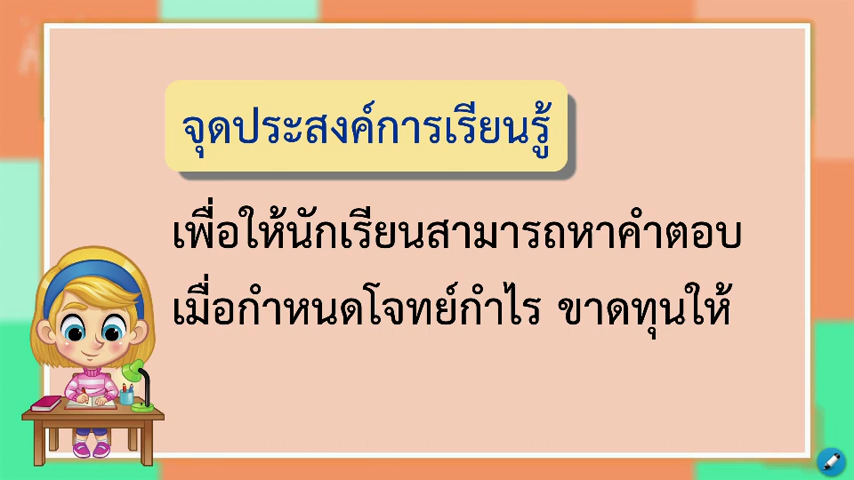 จุดประสงค์การเรียนรู้
เพื่อให้นักเรียนสามารถหาคำตอบ
เมื่อกำหนดโจทย์กำไร ขาดทุนให้